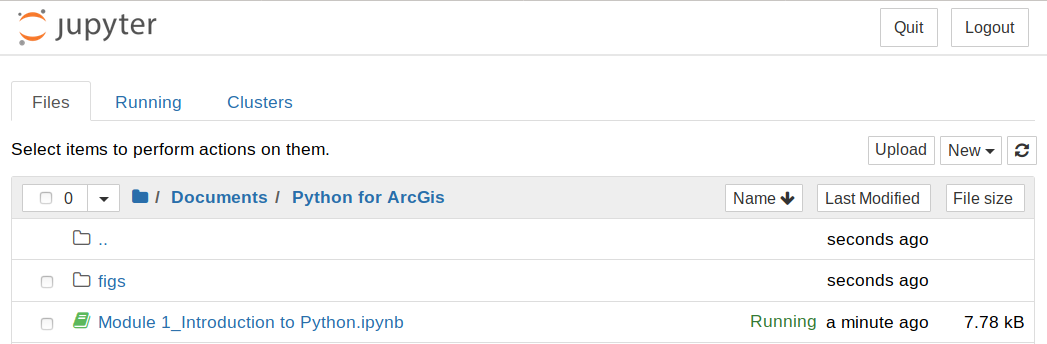 jupyter Quit Logout
Files Running Clusters
Select items to perform actions on them. Upload New
0 / Documents / Python for ArcGis Name Last Modified File size
.. seconds ago
figs seconds ago
Module 1_Introduction to Python.ipynb Running a minute ago 7.78 kB